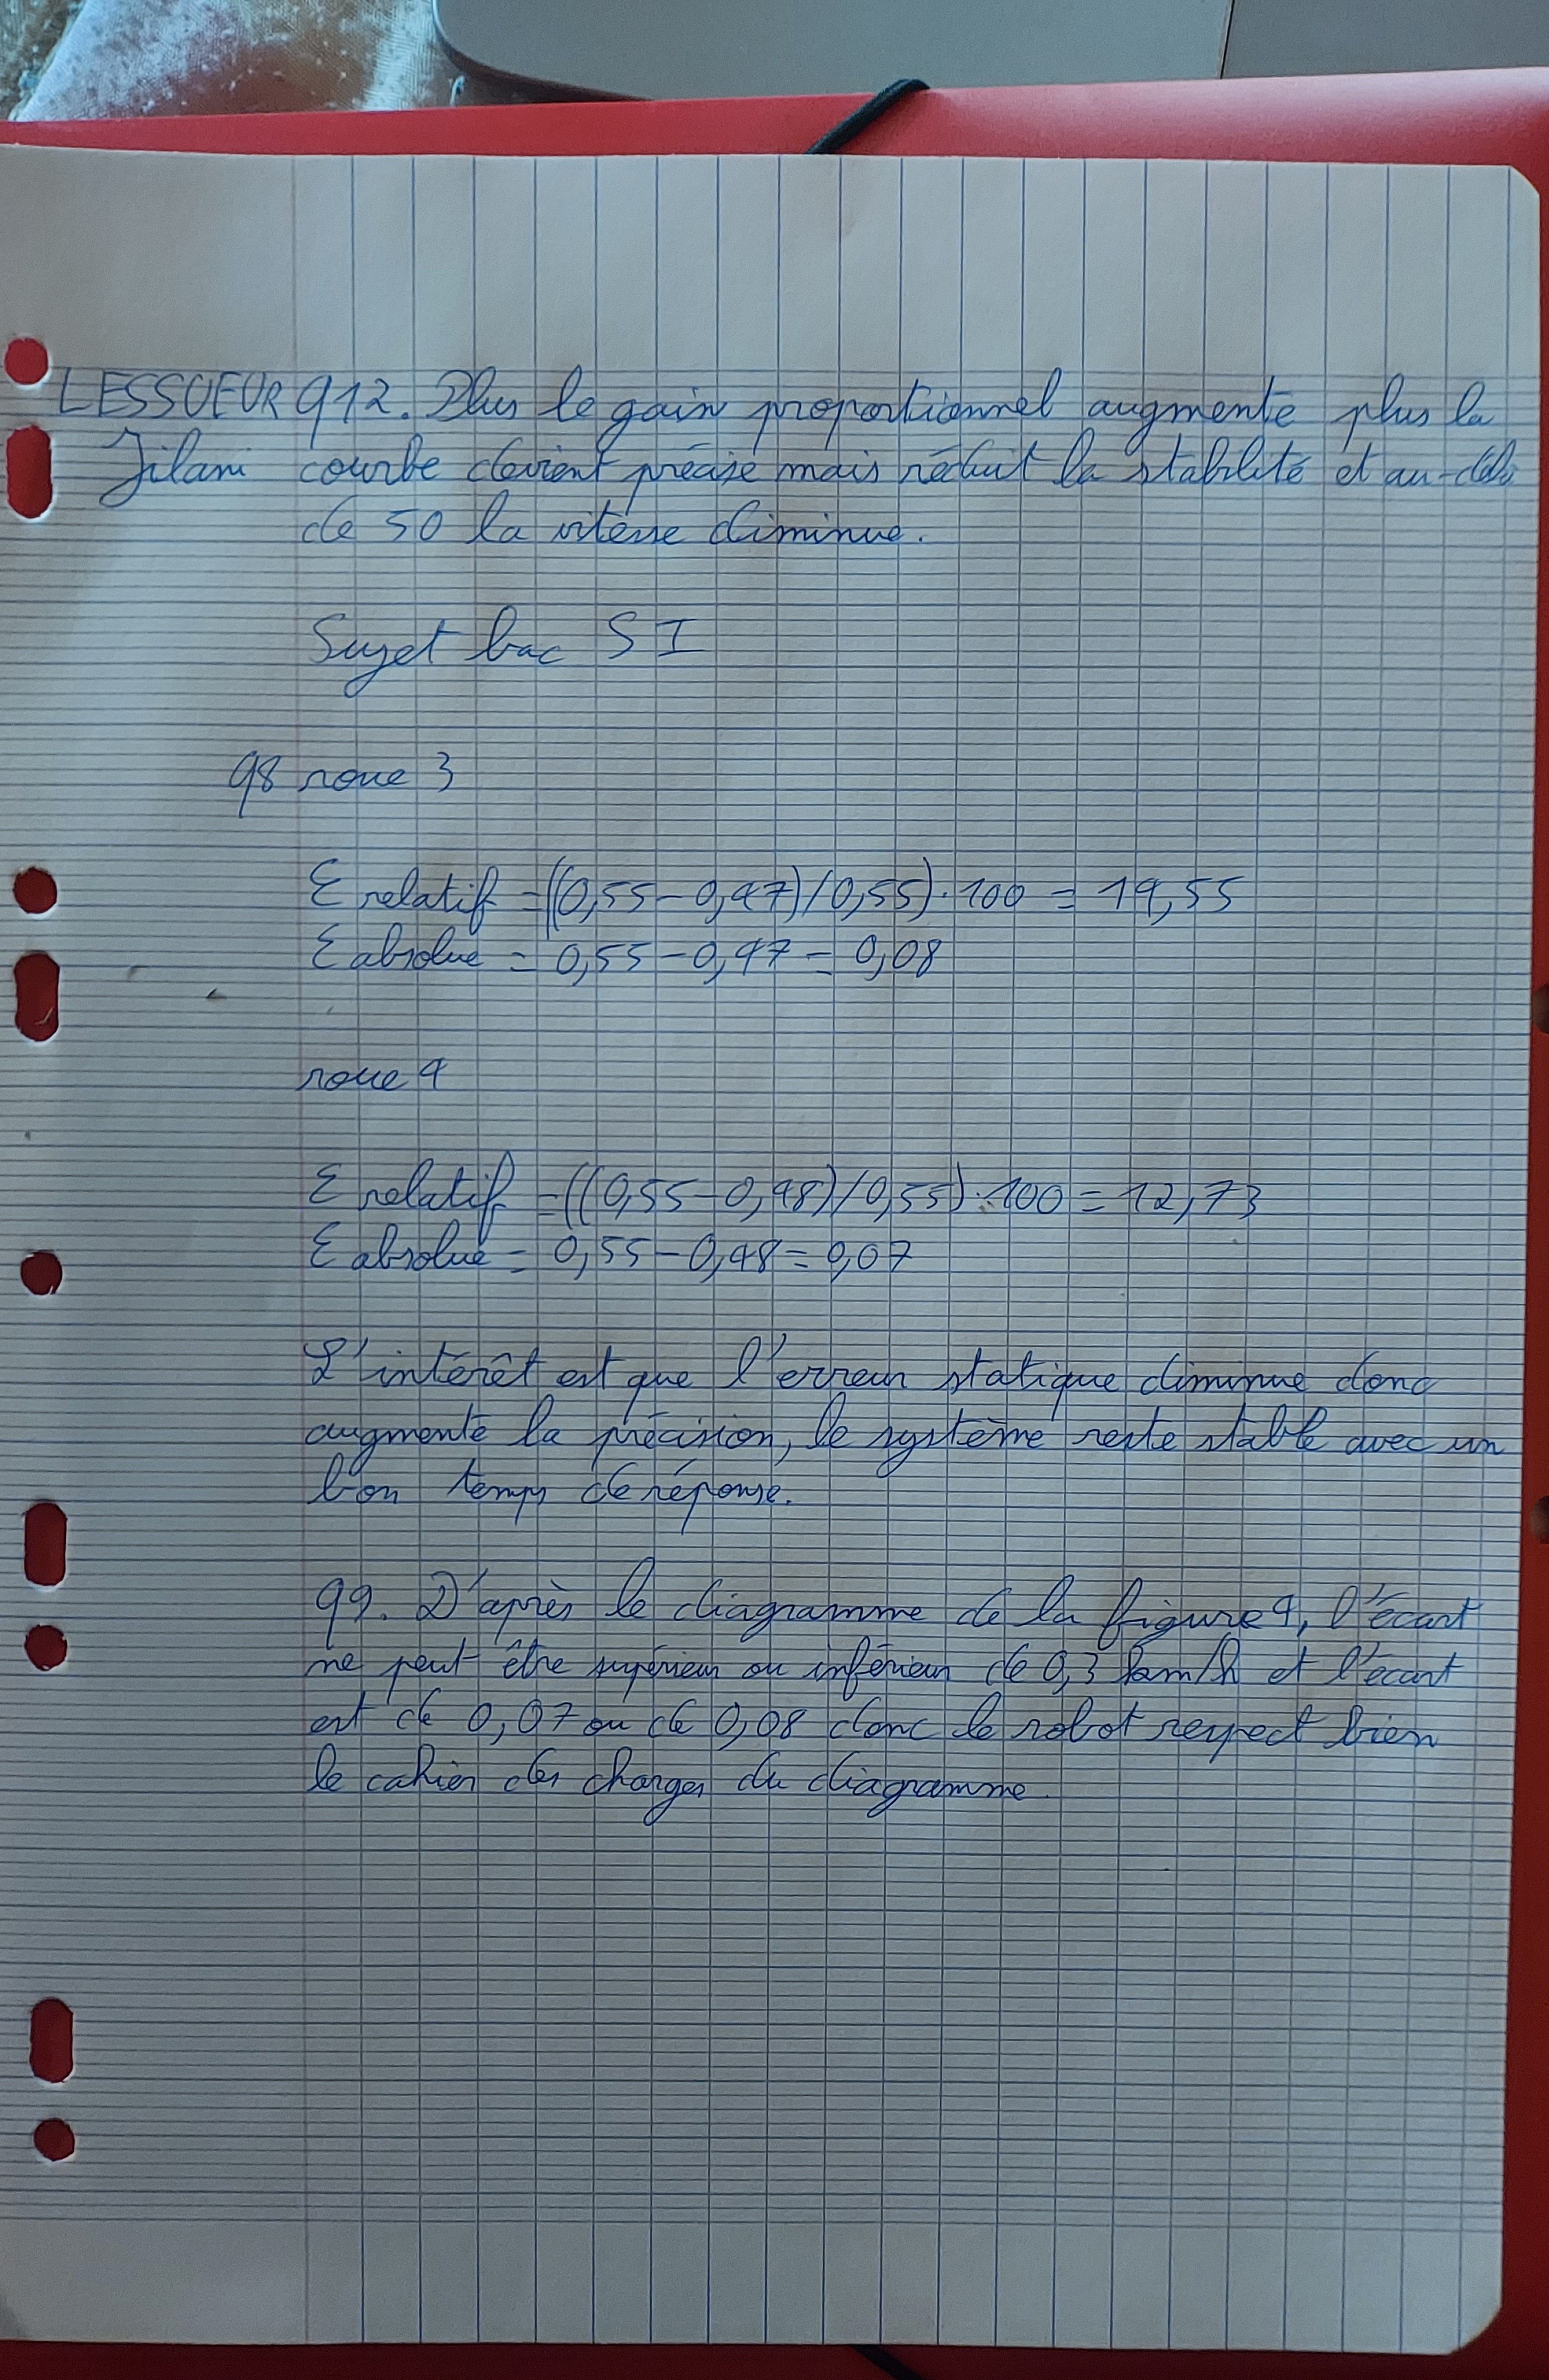 LESSOEUR q12. Plus le gain proportionnel augmente plus la
Jilani courbe devient précise mais réduit la stabilité et au-delà
de 50 la vitesse diminue.
Sujet bac SI
q8 roue 3
Ɛ relatif = ((0,55-0,47)/0,55)·100 = 14,55
Ɛ absolue = 0,55-0,47 = 0,08
roue 4
Ɛ relatif = ((0,55-0,48)/0,55)·100 = 12,73
Ɛ absolue = 0,55-0,48 = 0,07
L'intérêt est que l'erreur statique diminue donc
augmente la précision, le système reste stable avec un
bon temps de réponse.
q9. D'après le diagramme de la figure 4, l'écart
ne peut être supérieur ou inférieur de 0,3 km/h et l'écart
est de 0,07 ou de 0,08 donc le robot respect bien
le cahier des charges du diagramme.